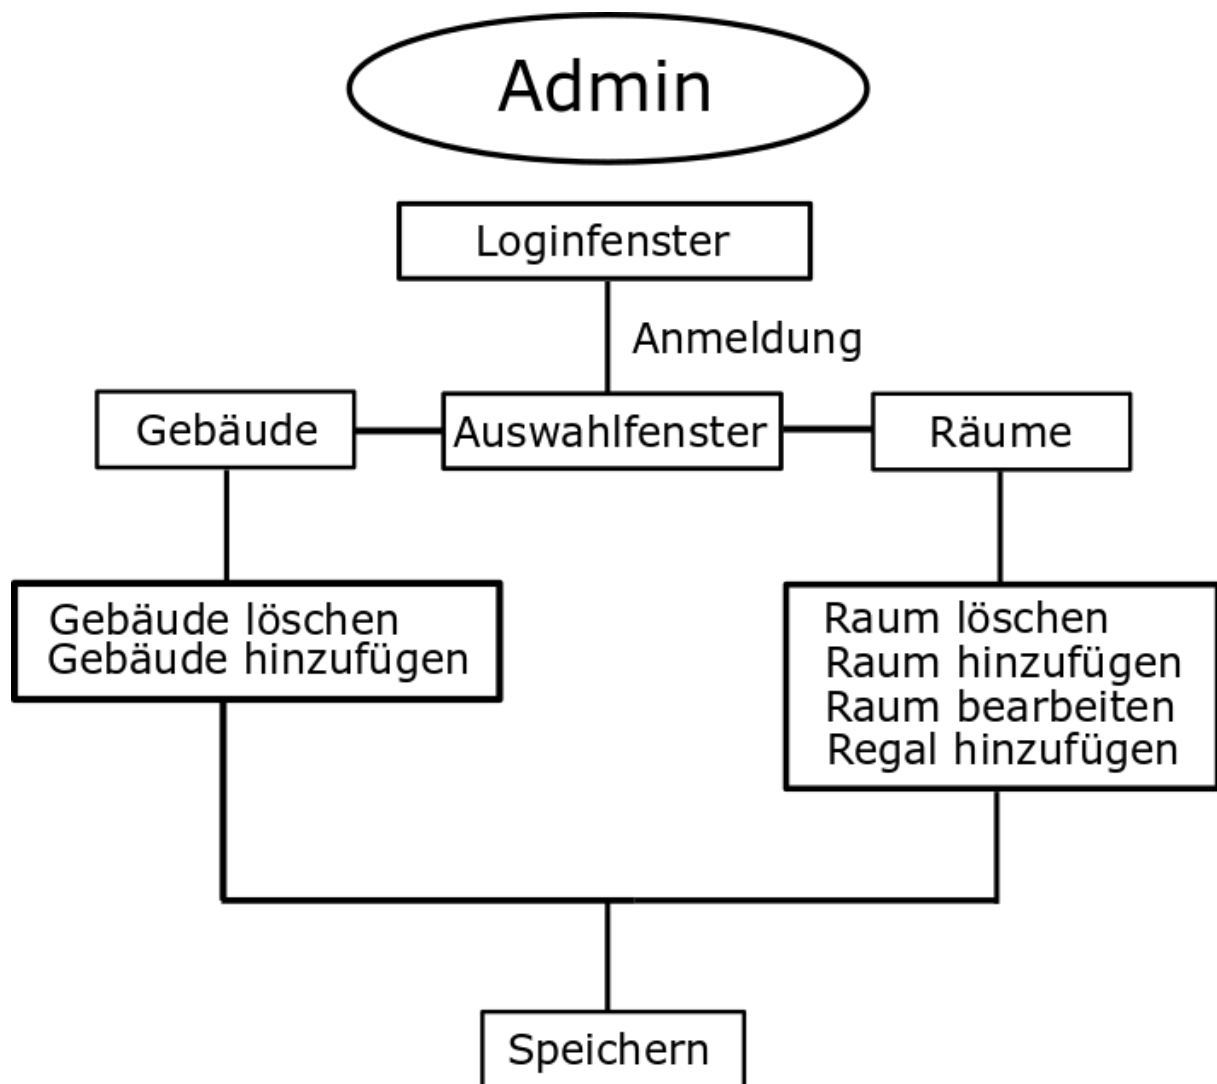 Admin
Loginfenster
Anmeldung
Gebäude
Auswahlfenster
Räume
Gebäude löschen
Gebäude hinzufügen
Raum löschen
Raum hinzufügen
Raum bearbeiten
Regal hinzufügen
Speichern